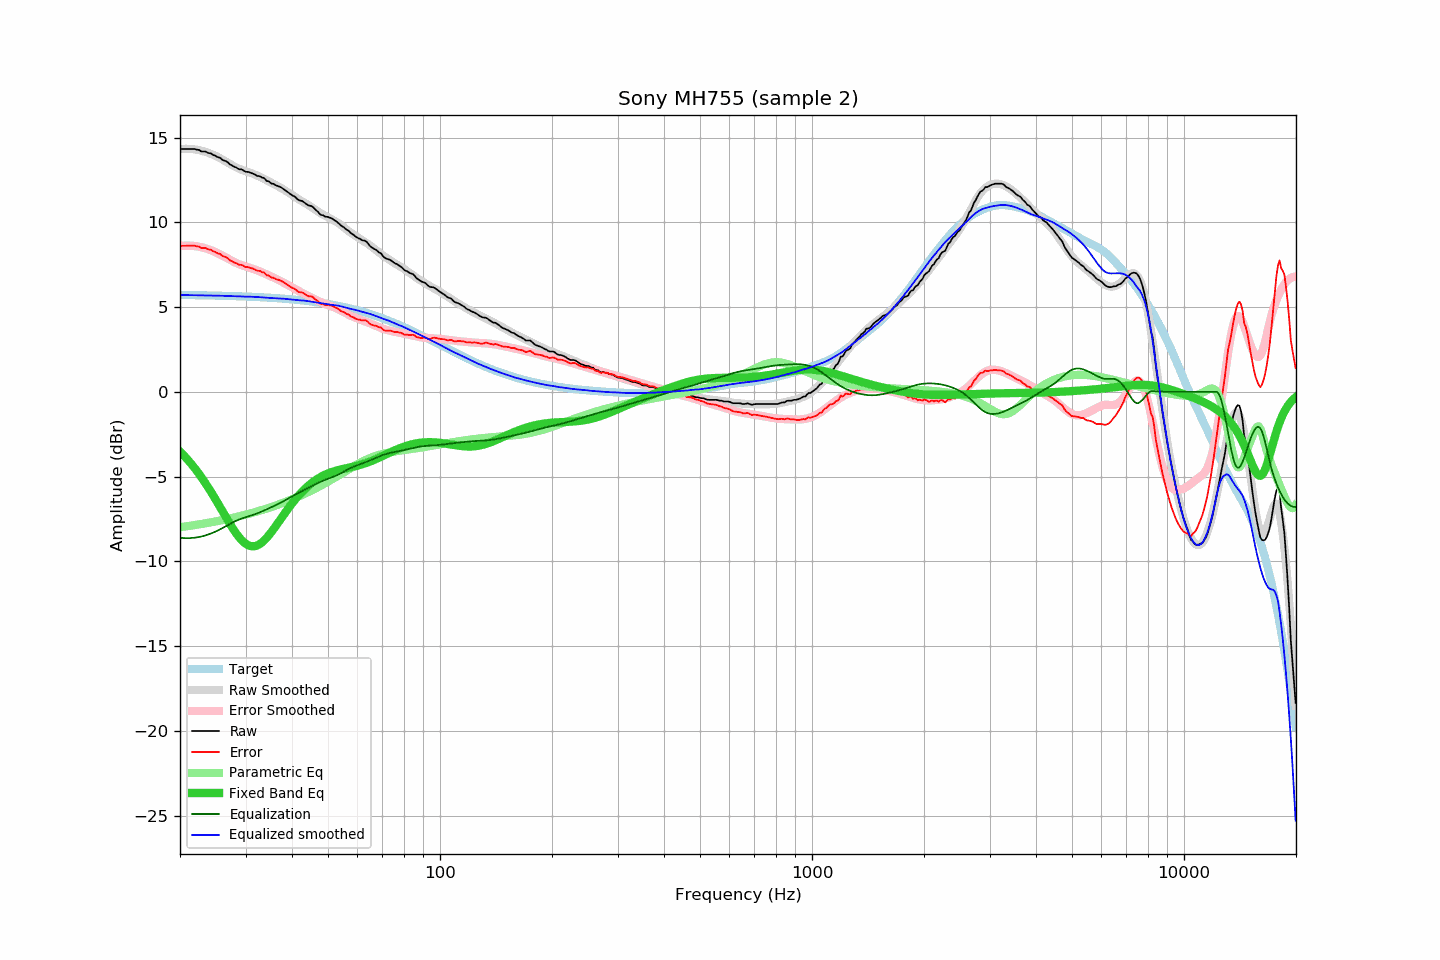 Sony MH755 (sample 2)
15
10
5
0
−5
−10
−15
−20
−25
Amplitude (dBr)
Target
Raw Smoothed
Error Smoothed
Raw
Error
Parametric Eq
Fixed Band Eq
Equalization
Equalized smoothed
100
1000
10000
Frequency (Hz)